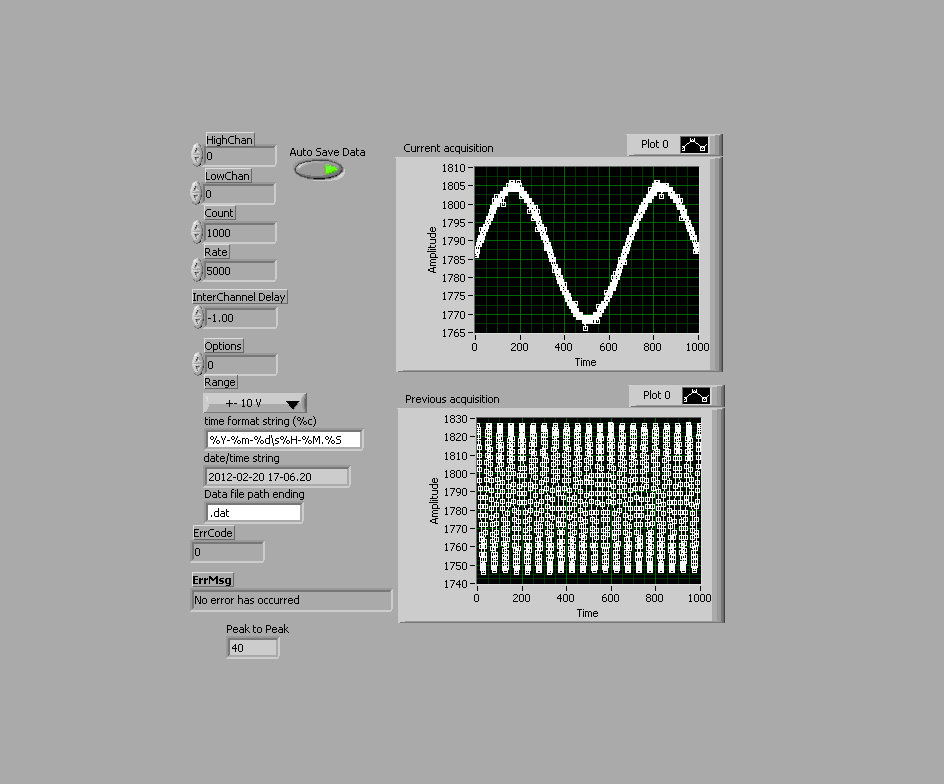 HighChan
0
Auto Save Data
LowChan
0
Count
1000
Rate
5000
InterChannel Delay
-1.00
Options
0
Range
+- 10 V
time format string (%c)
%Y-%m-%d\s%H-%M.%S
date/time string
2012-02-20 17-06.20
Data file path ending
.dat
ErrCode
0
ErrMsg
No error has occurred
Peak to Peak
40
Current acquisition
Plot 0
1810
1805
1800
1795
1790
1785
1780
1775
1770
1765
Amplitude
0 200 400 600 800 1000
Time
Previous acquisition
Plot 0
1830
1820
1810
1800
1790
1780
1770
1760
1750
1740
Amplitude
0 200 400 600 800 1000
Time